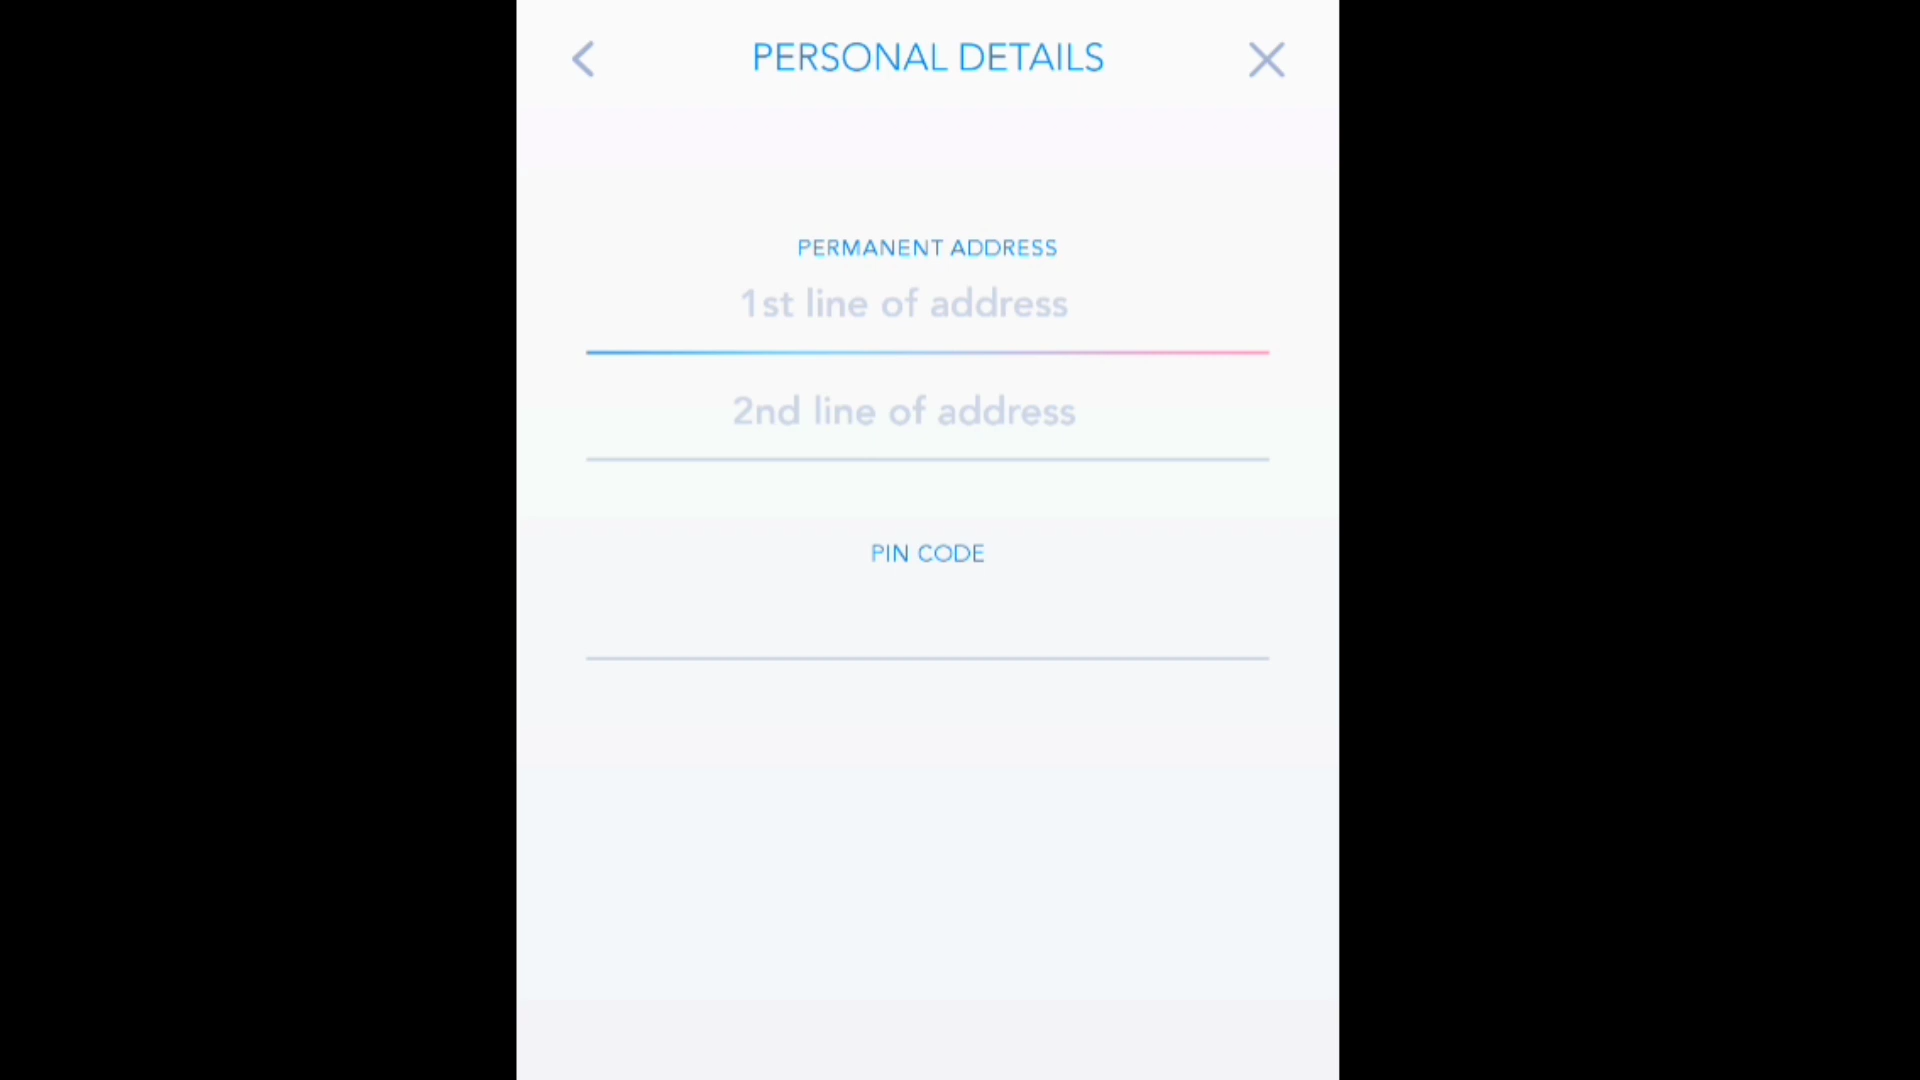 PERSONAL DETAILS
PERMANENT ADDRESS
1st line of address
2nd line of address
PIN CODE